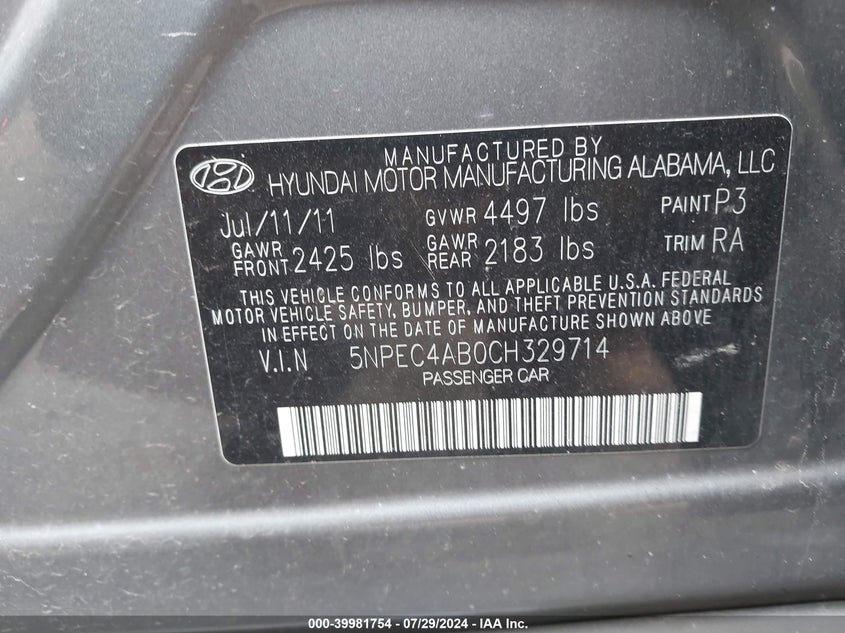 MANUFACTURED BY
HYUNDAI MOTOR MANUFACTURING ALABAMA, LLC
Jul/11/11 GVWR 4497 lbs PAINT P3
GAWR FRONT 2425 lbs GAWR REAR 2183 lbs TRIM RA
THIS VEHICLE CONFORMS TO ALL APPLICABLE U.S.A. FEDERAL
MOTOR VEHICLE SAFETY, BUMPER, AND THEFT PREVENTION STANDARDS
IN EFFECT ON THE DATE OF MANUFACTURE SHOWN ABOVE
V.I.N 5NPEC4AB0CH329714
PASSENGER CAR
000-39981754 - 07/29/2024 - IAA Inc.